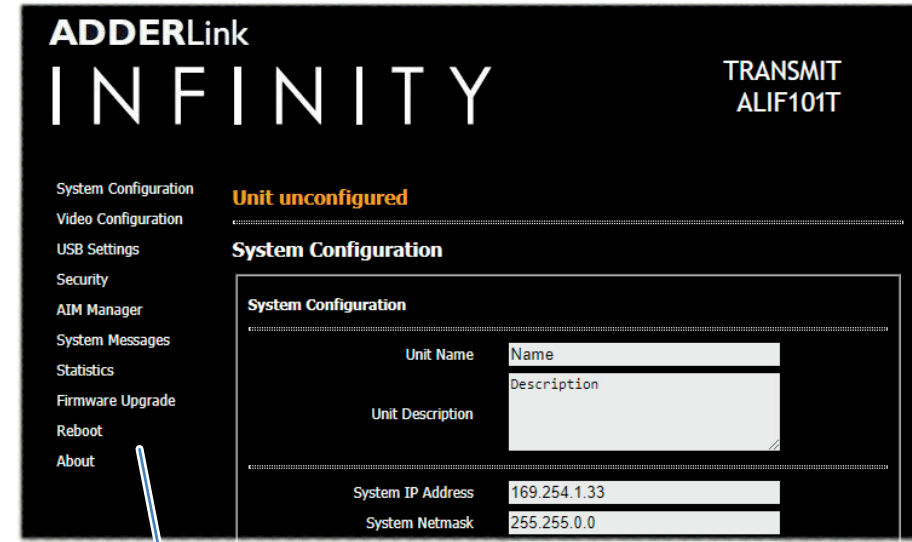 ADDERLink
INFINITY
TRANSMIT
ALIF101T
System Configuration
Video Configuration
USB Settings
Security
AIM Manager
System Messages
Statistics
Firmware Upgrade
Reboot
About
Unit unconfigured
System Configuration
System Configuration
Unit Name Name
Unit Description Description
System IP Address 169.254.1.33
System Netmask 255.255.0.0